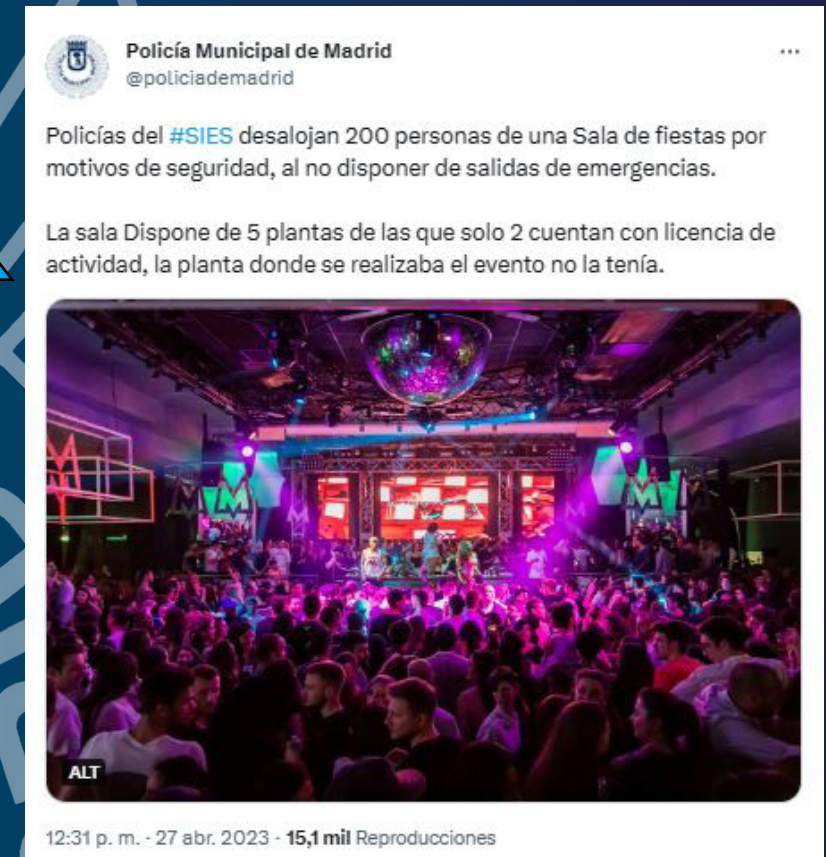 Policía Municipal de Madrid
@policiademadrid
Policías del #SIES desalojan 200 personas de una Sala de fiestas por
motivos de seguridad, al no disponer de salidas de emergencias.
La sala Dispone de 5 plantas de las que solo 2 cuentan con licencia de
actividad, la planta donde se realizaba el evento no la tenía.
ALT
12:31 p. m. · 27 abr. 2023 · 15,1 mil Reproducciones